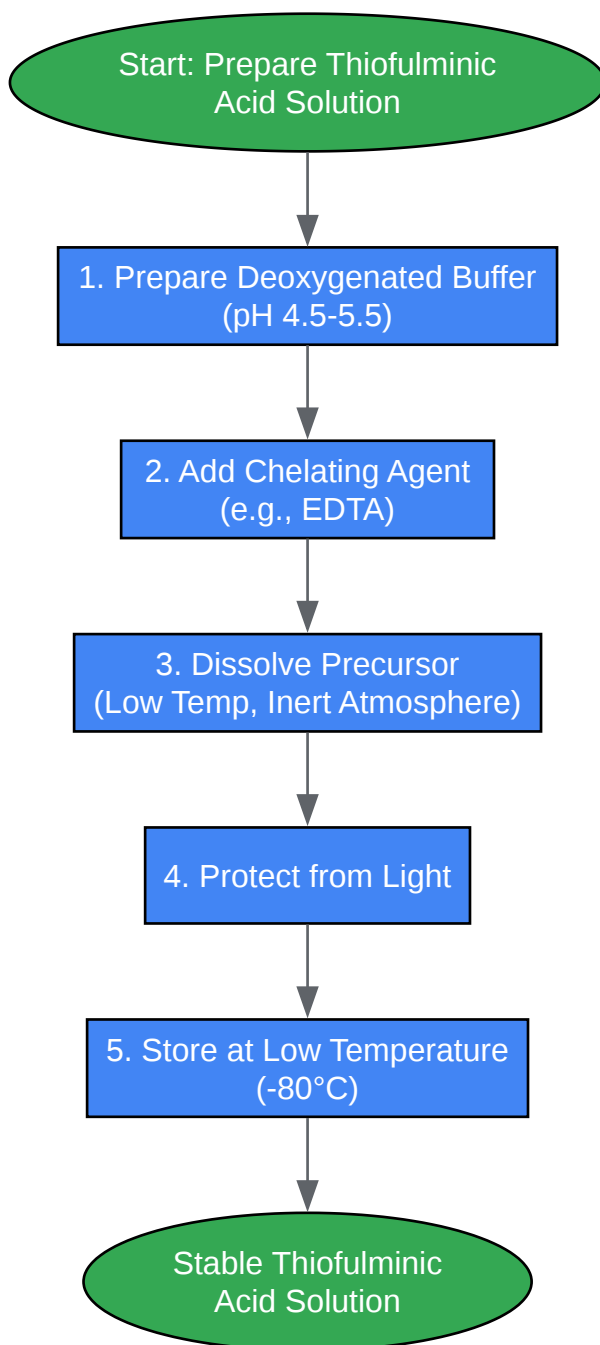 Start: Prepare Thiofulminic
Acid Solution
1. Prepare Deoxygenated Buffer
(pH 4.5-5.5)
2. Add Chelating Agent
(e.g., EDTA)
3. Dissolve Precursor
(Low Temp, Inert Atmosphere)
4. Protect from Light
5. Store at Low Temperature
(-80°C)
Stable Thiofulminic
Acid Solution